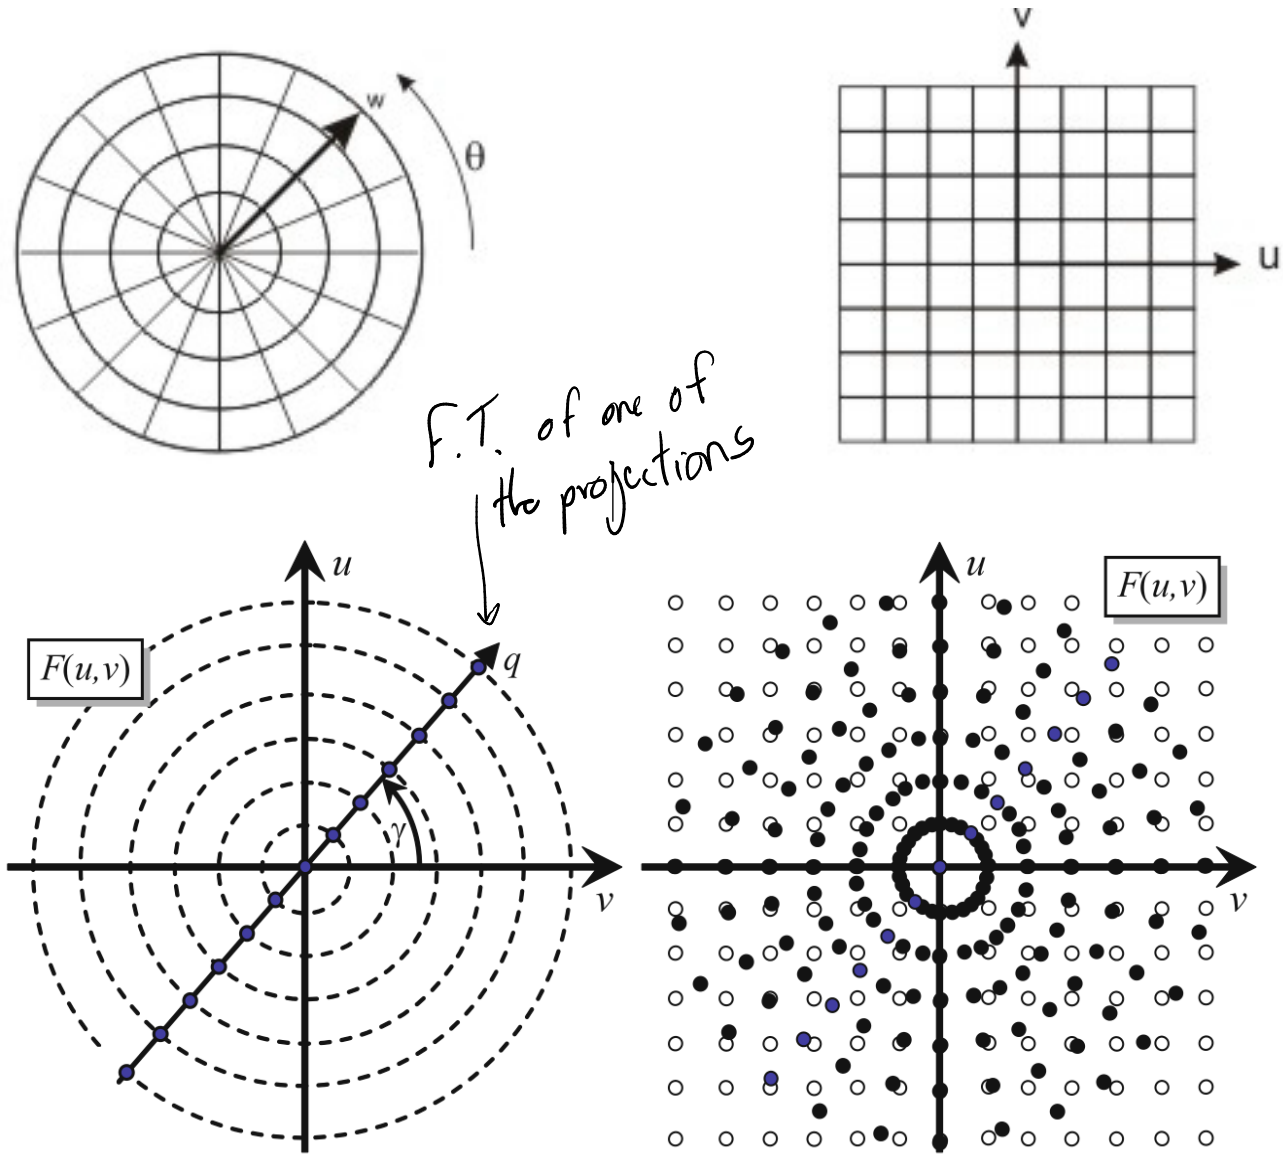 w
θ
v
u
F.T. of one of
the projections
u
F(u,v)
q
γ
v
u
F(u,v)
v